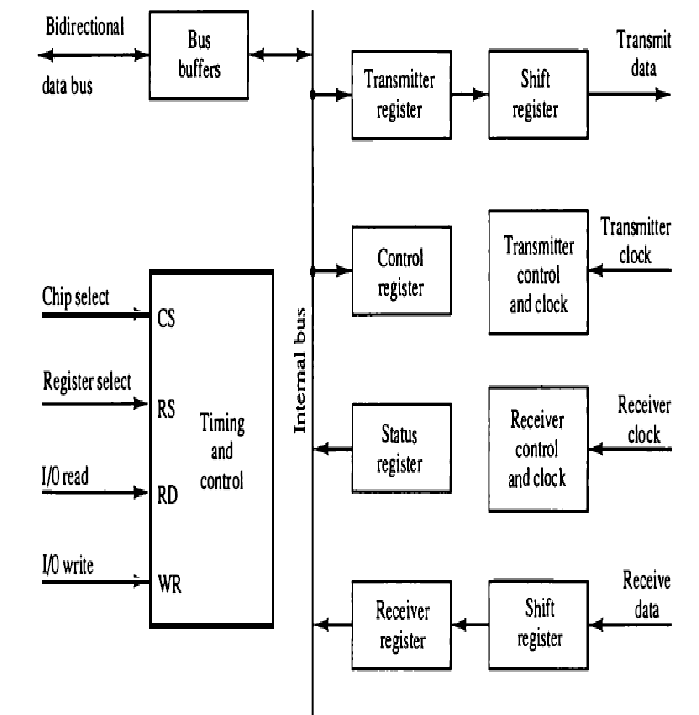 Bidirectional
data bus
Bus
buffers
Transmitter
register
Shift
register
Transmit
data
Control
register
Transmitter
control
and clock
Transmitter
clock
Chip select
CS
Register select
RS
I/O read
RD
I/O write
WR
Timing
and
control
Internal bus
Status
register
Receiver
control
and clock
Receiver
clock
Receiver
register
Shift
register
Receive
data